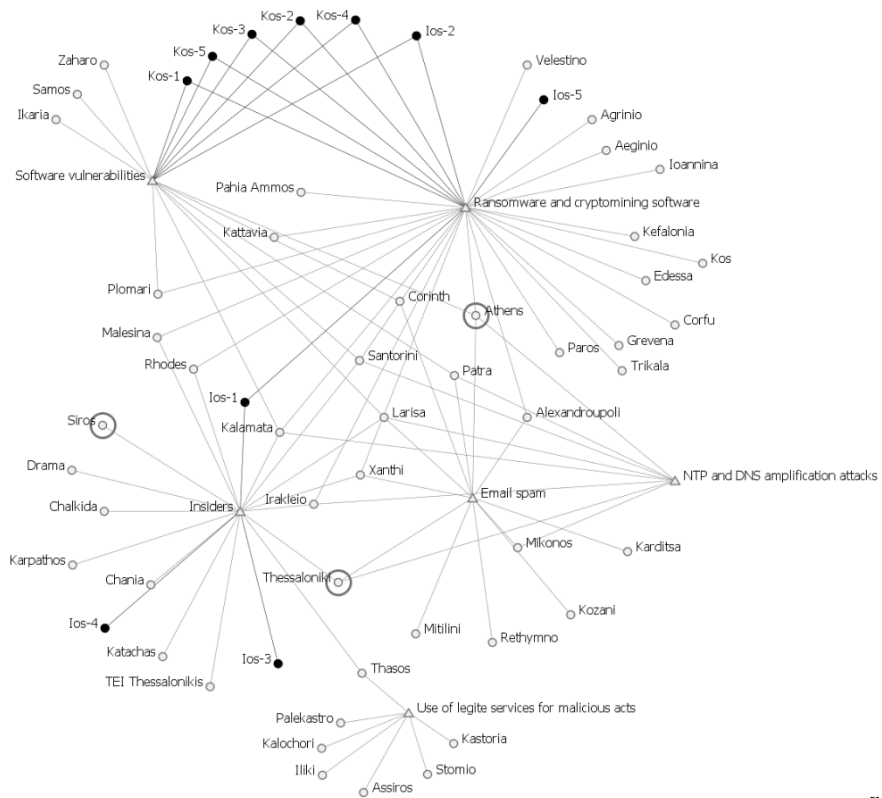 Kos-2
Kos-4
Kos-3
Ios-2
Kos-5
Zaharo
Kos-1
Velestino
Samos
Ios-5
Ikaria
Agrinio
Aeginio
Ioannina
Software vulnerabilities
Pahia Ammos
Ransomware and cryptomining software
Kattavia
Kefalonia
Kos
Edessa
Plomari
Corinth
Athens
Corfu
Malesina
Grevena
Paros
Rhodes
Santorini
Patra
Trikala
Ios-1
Siros
Kalamata
Larisa
Alexandroupoli
Drama
Xanthi
NTP and DNS amplification attacks
Chalkida
Insiders
Irakleio
Email spam
Karpathos
Mikonos
Karditsa
Chania
Thessaloniki
Ios-4
Kozani
Katachas
Mitilini
Rethymno
Ios-3
TEI Thessalonikis
Thasos
Use of legite services for malicious acts
Palekastro
Kalochori
Kastoria
Iliki
Stomio
Assiros